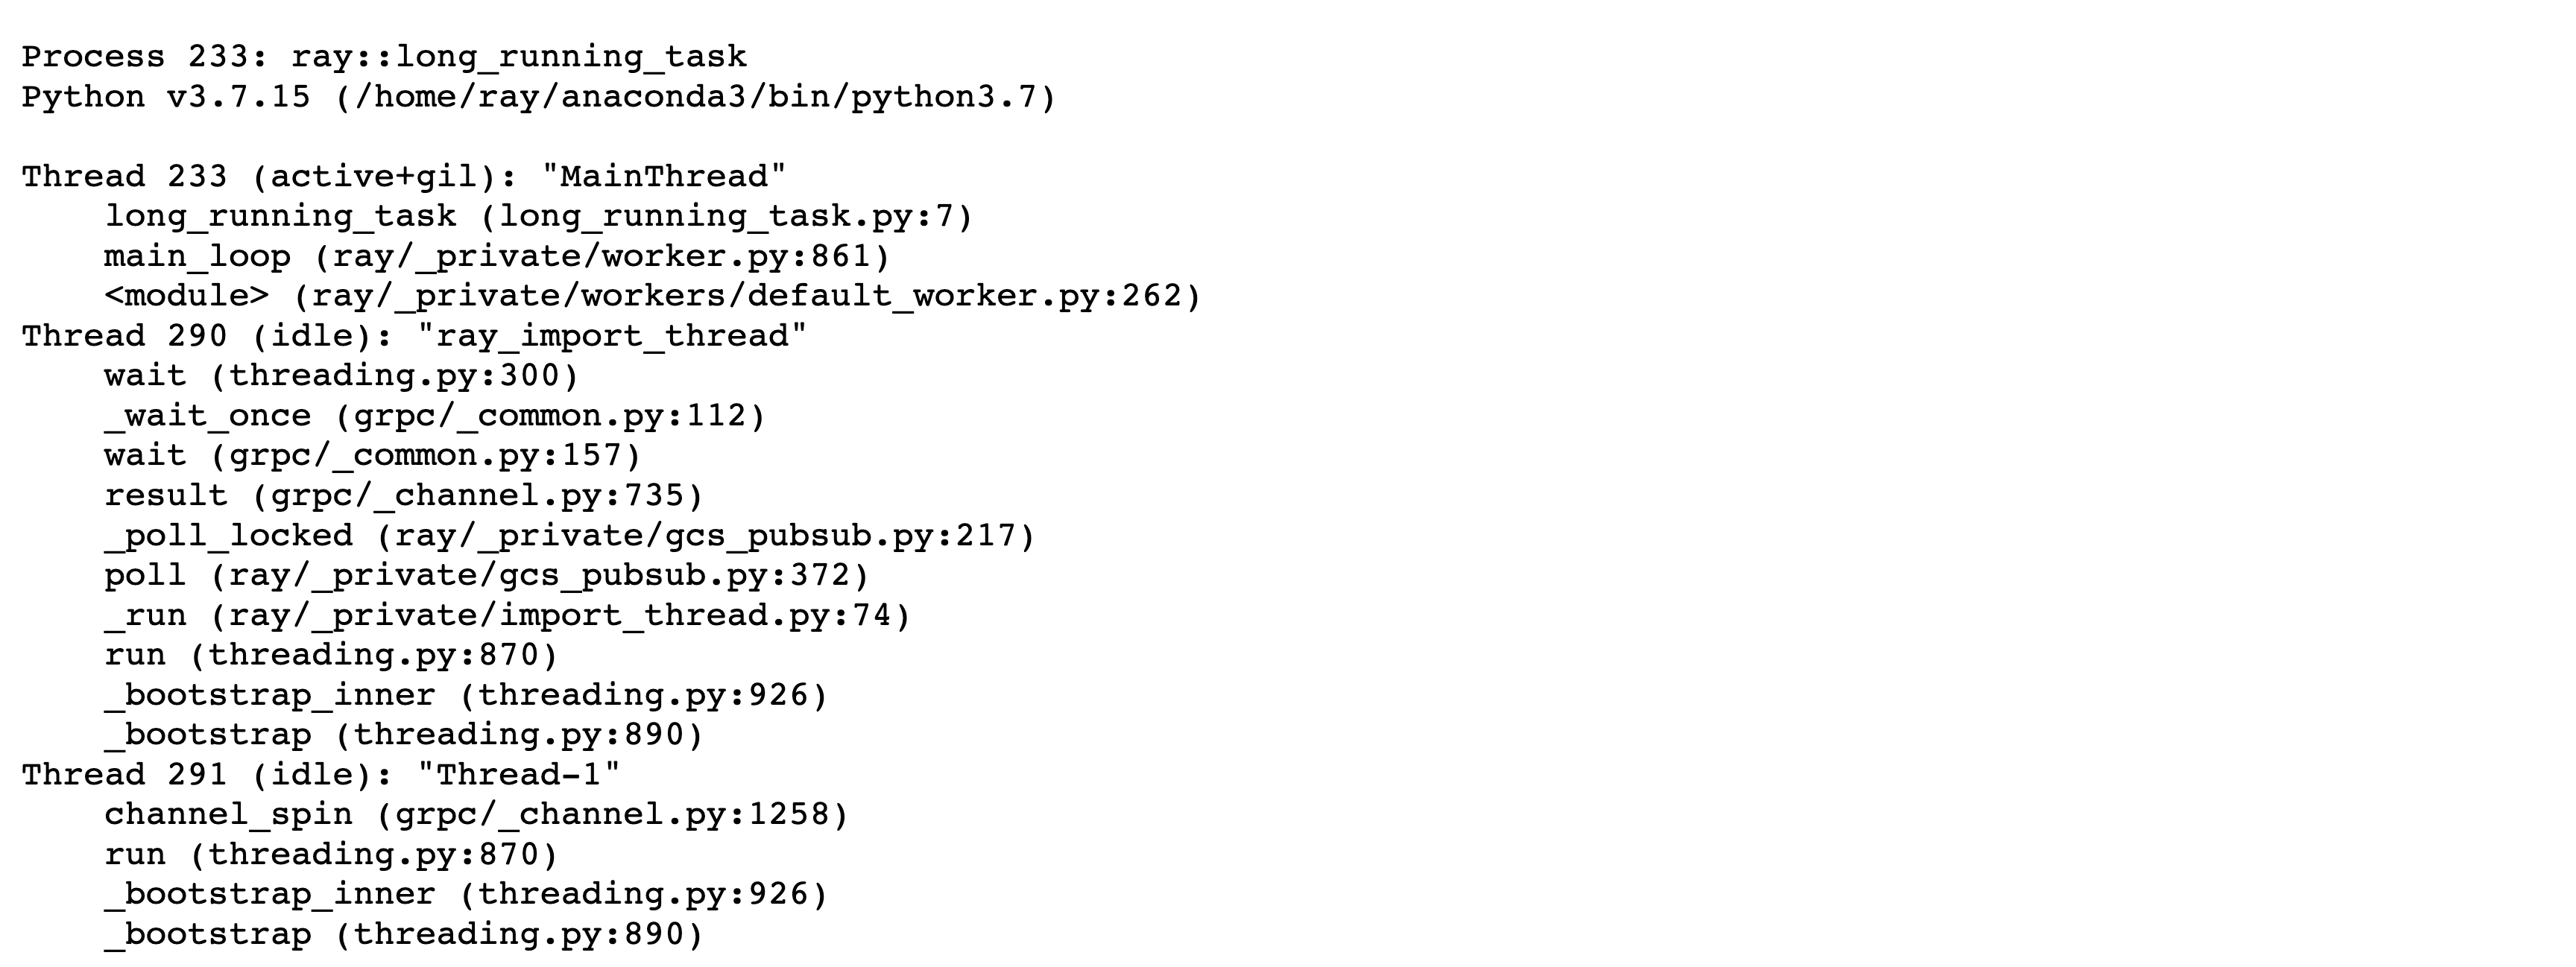 Process 233: ray::long_running_task
Python v3.7.15 (/home/ray/anaconda3/bin/python3.7)

Thread 233 (active+gil): "MainThread"
    long_running_task (long_running_task.py:7)
    main_loop (ray/_private/worker.py:861)
    <module> (ray/_private/workers/default_worker.py:262)
Thread 290 (idle): "ray_import_thread"
    wait (threading.py:300)
    _wait_once (grpc/_common.py:112)
    wait (grpc/_common.py:157)
    result (grpc/_channel.py:735)
    _poll_locked (ray/_private/gcs_pubsub.py:217)
    poll (ray/_private/gcs_pubsub.py:372)
    _run (ray/_private/import_thread.py:74)
    run (threading.py:870)
    _bootstrap_inner (threading.py:926)
    _bootstrap (threading.py:890)
Thread 291 (idle): "Thread-1"
    channel_spin (grpc/_channel.py:1258)
    run (threading.py:870)
    _bootstrap_inner (threading.py:926)
    _bootstrap (threading.py:890)